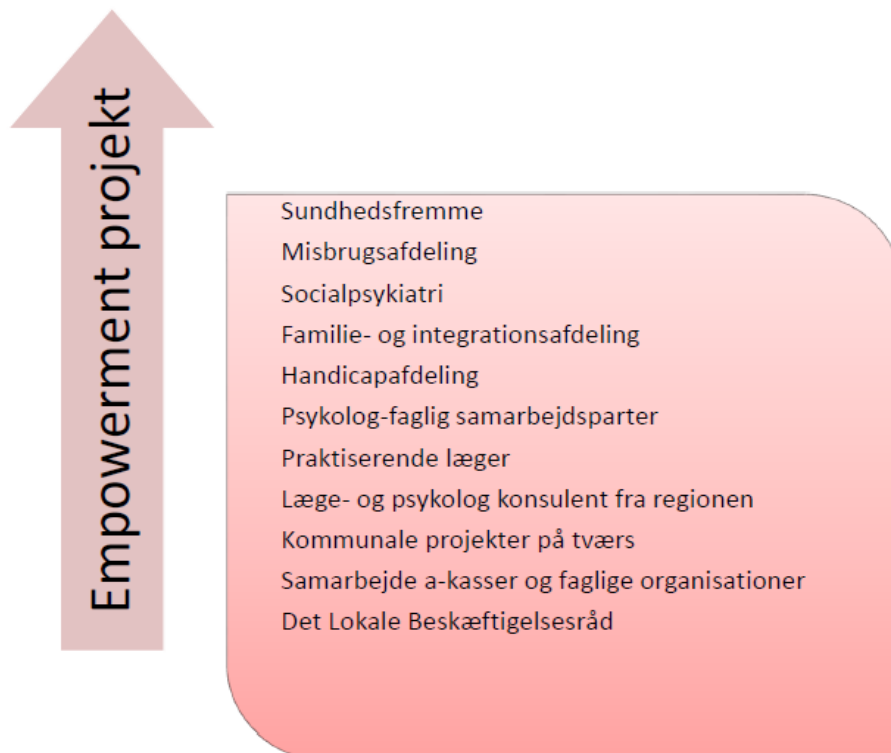 Empowerment projekt
Sundhedsfremme
Misbrugsafdeling
Socialpsykiatri
Familie- og integrationsafdeling
Handicapafdeling
Psykolog-faglig samarbejdsparter
Praktiserende læger
Læge- og psykolog konsulent fra regionen
Kommunale projekter på tværs
Samarbejde a-kasser og faglige organisationer
Det Lokale Beskæftigelsesråd